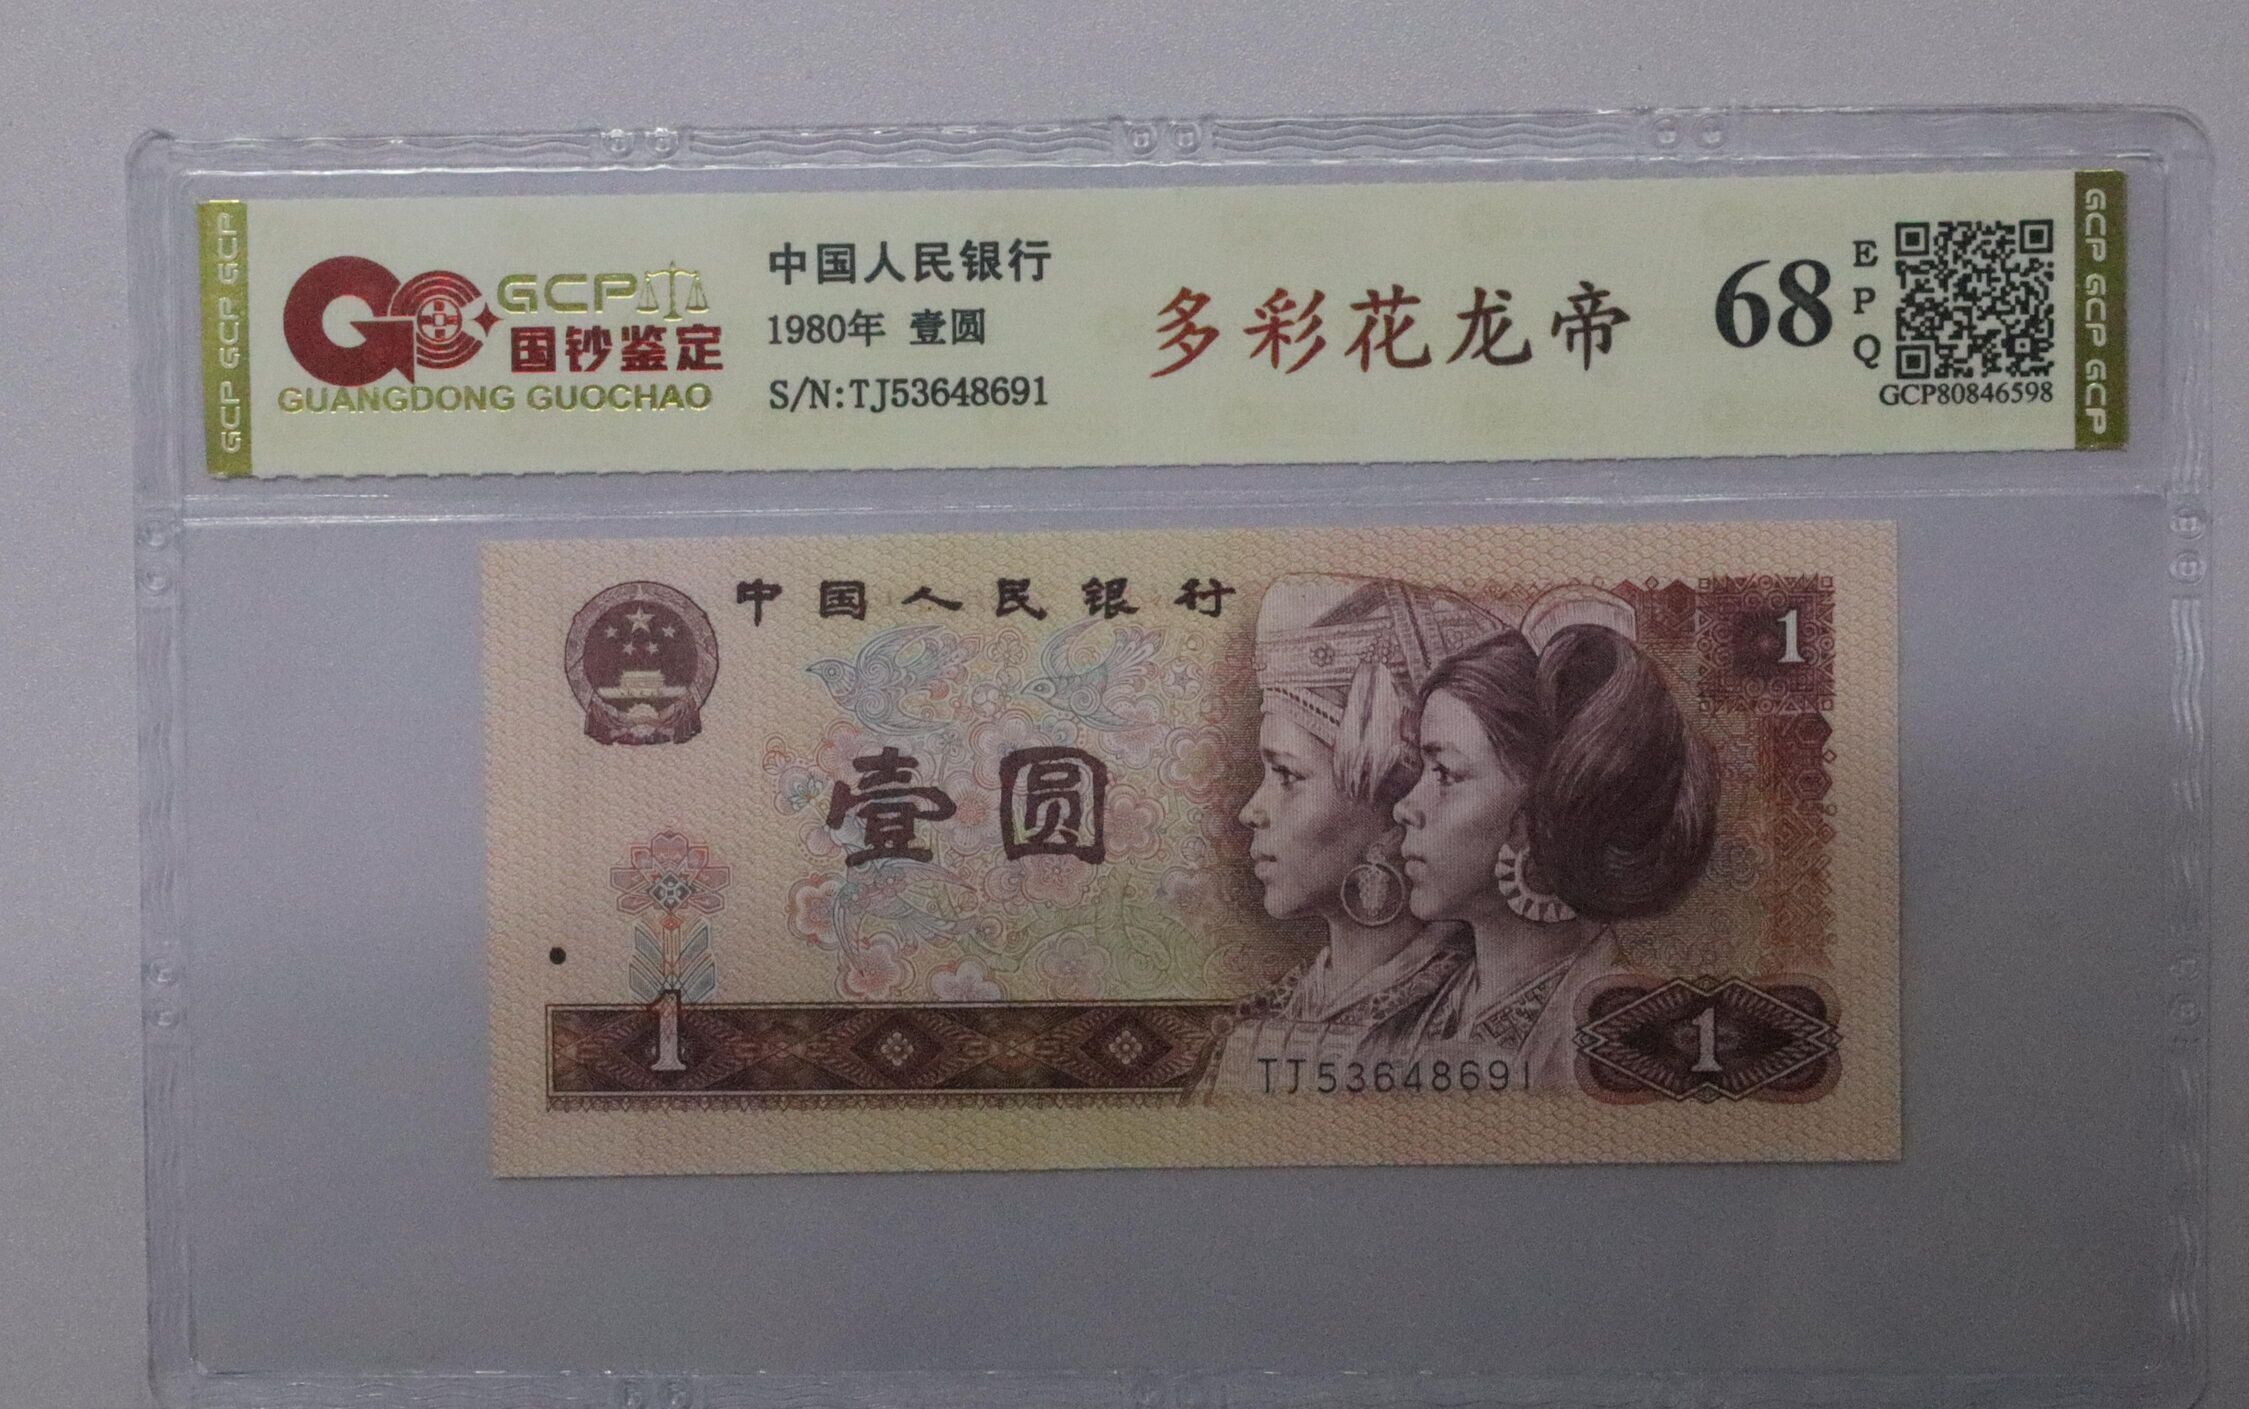 GCP GCP GCP
GCP
国钞鉴定
GUANGDONG GUOCHAO
中国人民银行
1980年 壹圆
S/N:TJ53648691
多彩花龙帝
68
E
P
Q
GCP80846598
GCP GCP GCP
中国人民银行
1
壹圆
1
1
TJ53648691